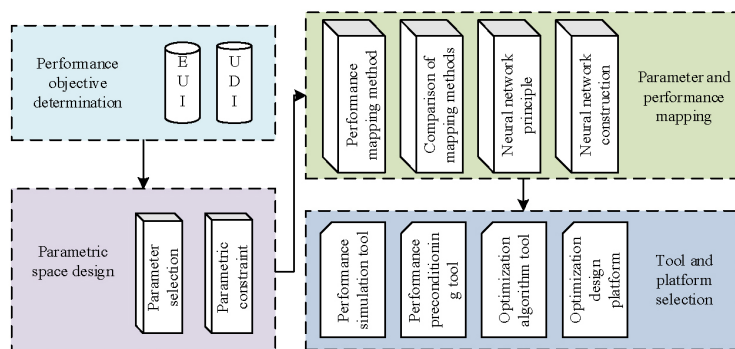 Performance
objective
determination
E
U
I
U
D
I
Parametric
space design
Parameter
selection
Parametric
constraint
Performance
mapping method
Comparison of
mapping methods
Neural network
principle
Neural network
construction
Parameter and
performance
mapping
Performance
simulation tool
Performance
preconditionin
g tool
Optimization
algorithm tool
Optimization
design
platform
Tool and
platform
selection